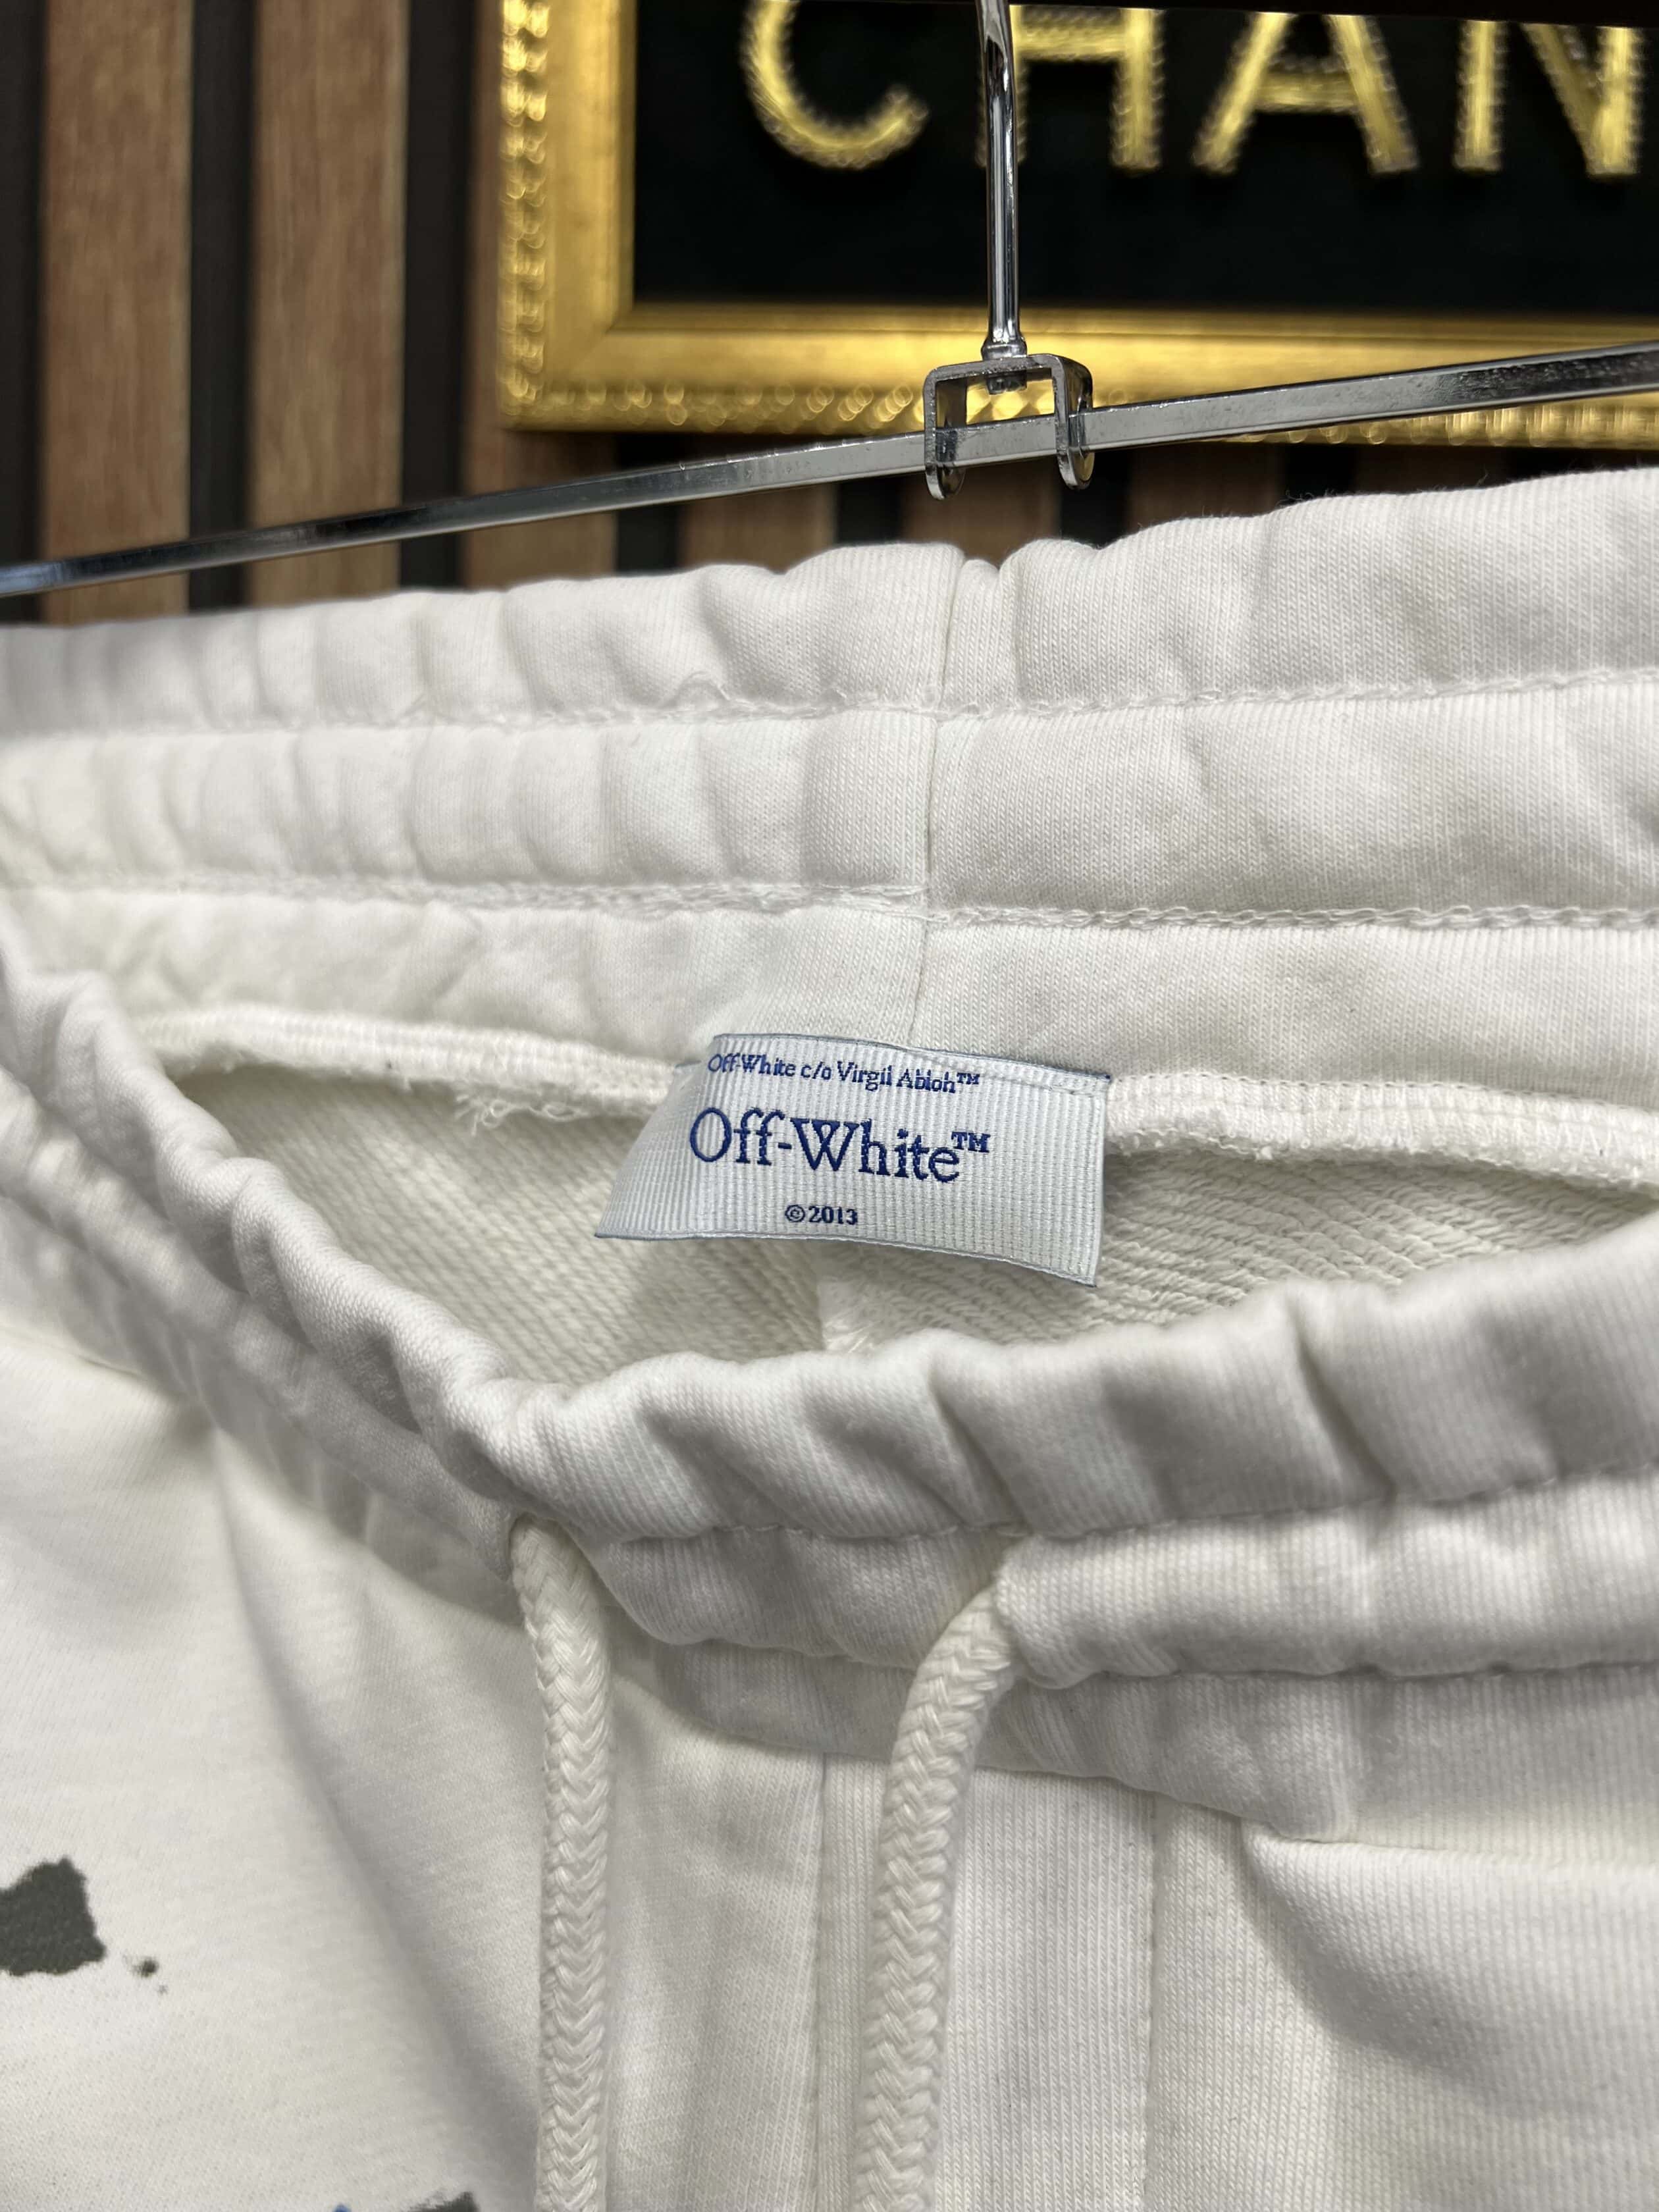 CHAN
Off-White c/o Virgil Abloh™
Off-White™
©2013